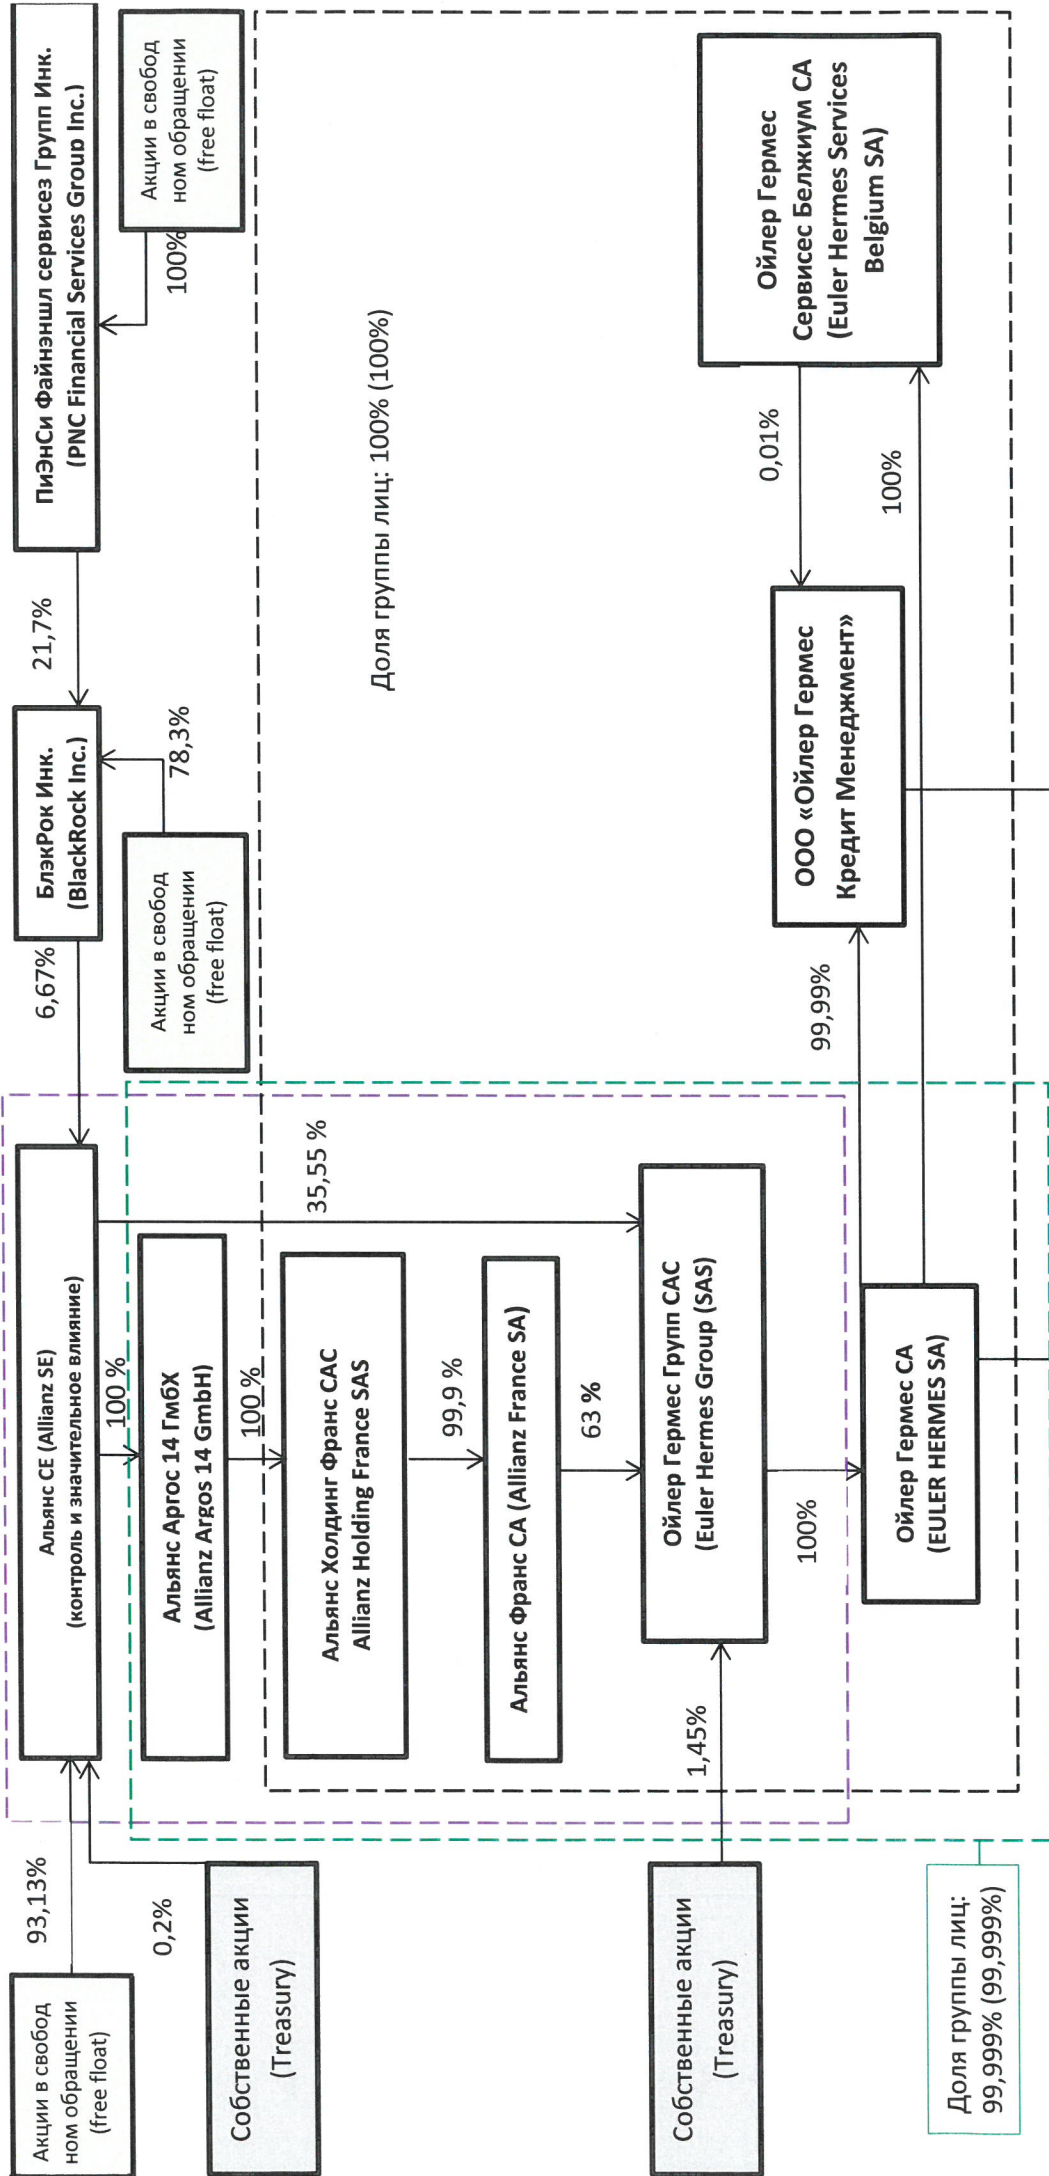 Акции в свобод
ном обращении
(free float)
93,13%
0,2%
Собственные акции
(Treasury)
Альянс СЕ (Allianz SE)
(контроль и значительное влияние)
6,67%
БлэкРок Инк.
(BlackRock Inc.)
21,7%
ПиЭнСи Файнэншл сервисез Групп Инк.
(PNC Financial Services Group Inc.)
Акции в свобод
ном обращении
(free float)
78,3%
Акции в свобод
ном обращении
(free float)
100%
100 %
Альянс Аргос 14 ГмбХ
(Allianz Argos 14 GmbH)
100 %
35,55 %
Доля группы лиц: 100% (100%)
Альянс Холдинг Франс САС
Allianz Holding France SAS
99,9 %
Альянс Франс СА (Allianz France SA)
63 %
Собственные акции
(Treasury)
1,45%
Ойлер Гермес Групп САС
(Euler Hermes Group (SAS)
100%
Ойлер Гермес СА
(EULER HERMES SA)
99,99%
ООО «Ойлер Гермес
Кредит Менеджмент»
0,01%
100%
Ойлер Гермес
Сервисес Белжиум СА
(Euler Hermes Services
Belgium SA)
Доля группы лиц:
99,999% (99,999%)